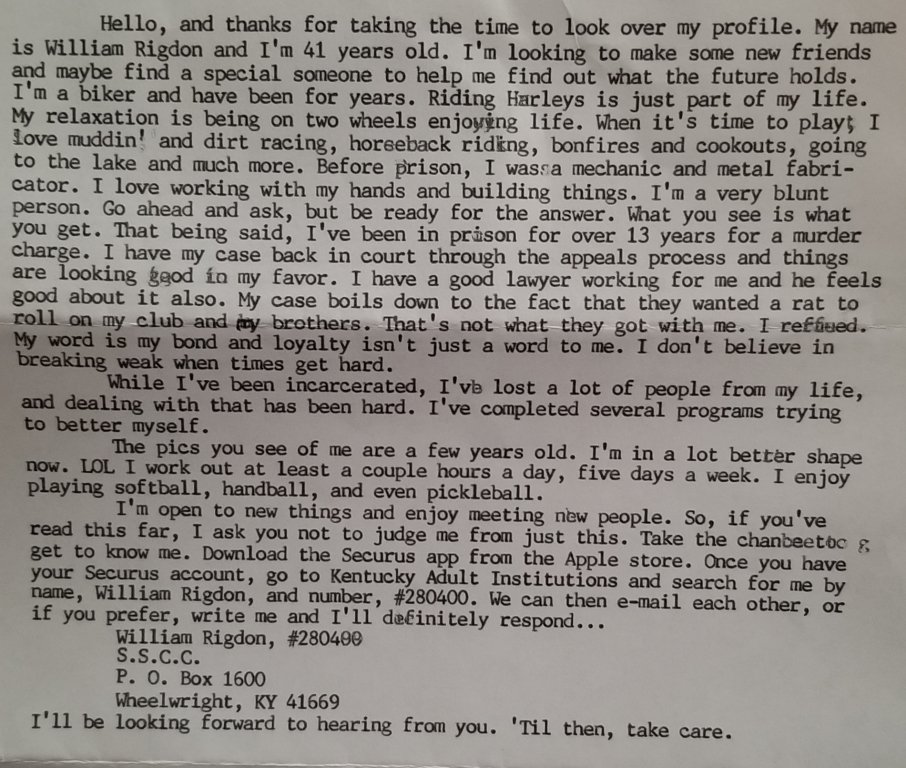 Hello, and thanks for taking the time to look over my profile. My name
is William Rigdon and I'm 41 years old. I'm looking to make some new friends
and maybe find a special someone to help me find out what the future holds.
I'm a biker and have been for years. Riding Harleys is just part of my life.
My relaxation is being on two wheels enjoying life. When it's time to play, I
love muddin' and dirt racing, horseback riding, bonfires and cookouts, going
to the lake and much more. Before prison, I was a mechanic and metal fabri-
cator. I love working with my hands and building things. I'm a very blunt
person. Go ahead and ask, but be ready for the answer. What you see is what
you get. That being said, I've been in prison for over 13 years for a murder
charge. I have my case back in court through the appeals process and things
are looking good in my favor. I have a good lawyer working for me and he feels
good about it also. My case boils down to the fact that they wanted a rat to
roll on my club and my brothers. That's not what they got with me. I
My word is my bond and loyalty isn't just a word to me. I don't believe in
breaking weak when times get hard.
While I've been incarcerated, I've lost a lot of people from my life,
and dealing with that has been hard. I've completed several programs trying
to better myself.
The pics you see of me are a few years old. I'm in a lot better shape
now. LOL I work out at least a couple hours a day, five days a week. I enjoy
playing softball, handball, and even pickleball.
I'm open to new things and enjoy meeting new people. So, if you've
read this far, I ask you not to judge me from just this. Take the
get to know me. Download the Securus app from the Apple store. Once you have
your Securus account, go to Kentucky Adult Institutions and search for me by
name, William Rigdon, and number, #280400. We can then e-mail each other, or
if you prefer, write me and I'll definitely respond...
William Rigdon, #280400
S.S.C.C.
P. O. Box 1600
Wheelwright, KY 41669
I'll be looking forward to hearing from you. 'Til then, take care.